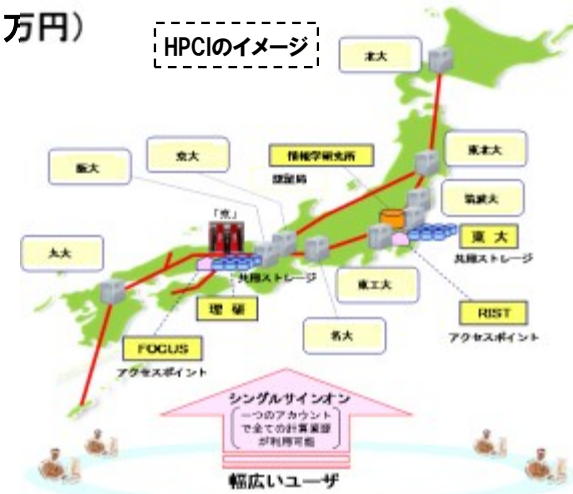 万円）
HPCIのイメージ
北大
京大
情報学研究所
認証局
東北大
阪大
筑波大
「京」
九大
東 大
共用ストレージ
共用ストレージ
東工大
理 研
RIST
名大
アクセスポイント
FOCUS
アクセスポイント
シングルサインオン
一つのアカウント
で全ての計算資源
が利用可能
幅広いユーザ